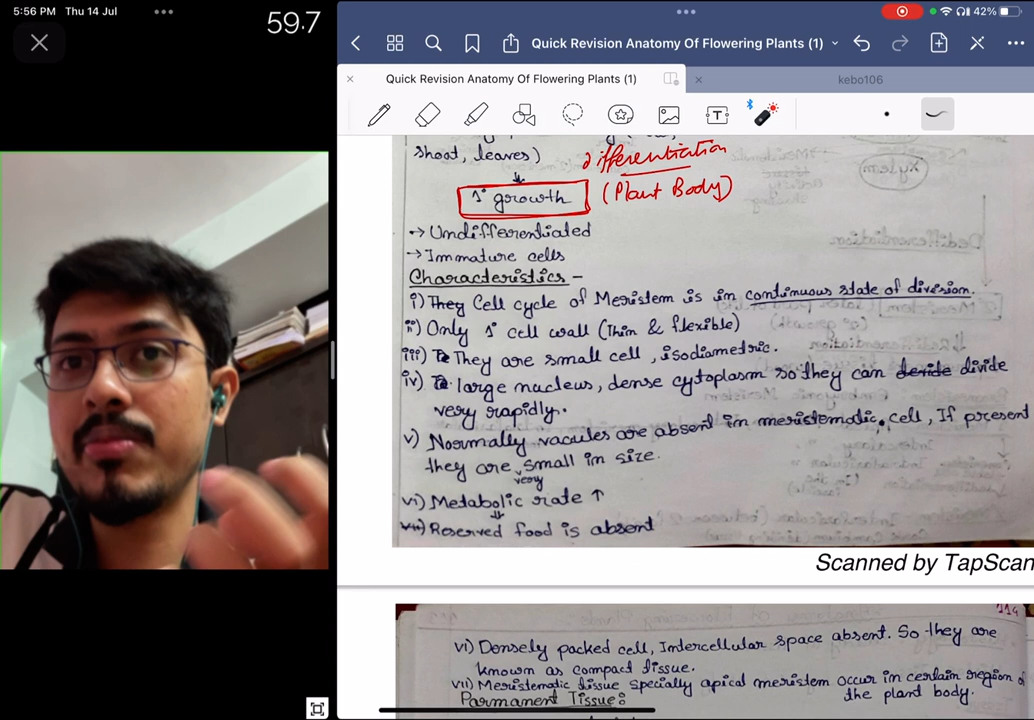 5:56 PM Thu 14 Jul
59.7
42%
Quick Revision Anatomy Of Flowering Plants (1)
Quick Revision Anatomy Of Flowering Plants (1)
kebo106
T
shoot, leaves)
Differentiation
1° growth
(Plant Body)
→ Undifferentiated
→ Immature cells
Characteristics -
i) They Cell cycle of Meristem is in continuous state of division.
ii) Only 1° cell wall (Thin & flexible)
iii) They are small cell, isodiametric.
iv) large nucleus, dense cytoplasm so they can devide divide
very rapidly.
v) Normally vacules are absent in meristematic cell, If present
they are very small in size.
vi) Metabolic rate ↑
vii) Reserved food is absent
Scanned by TapScan
119
vi) Densely packed cell, Intercellular space absent. So they are
known as compact tissue.
vii) Meristematic tissue specially apical meristem occur in certain region of
the plant body.
Parmanent Tissue: